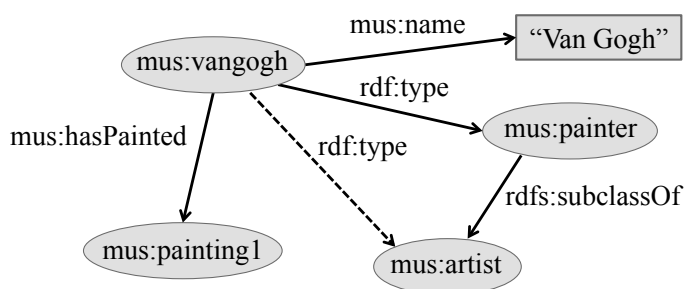 mus:name
“Van Gogh”
mus:vangogh
rdf:type
mus:hasPainted
rdf:type
mus:painter
rdfs:subclassOf
mus:painting1
mus:artist